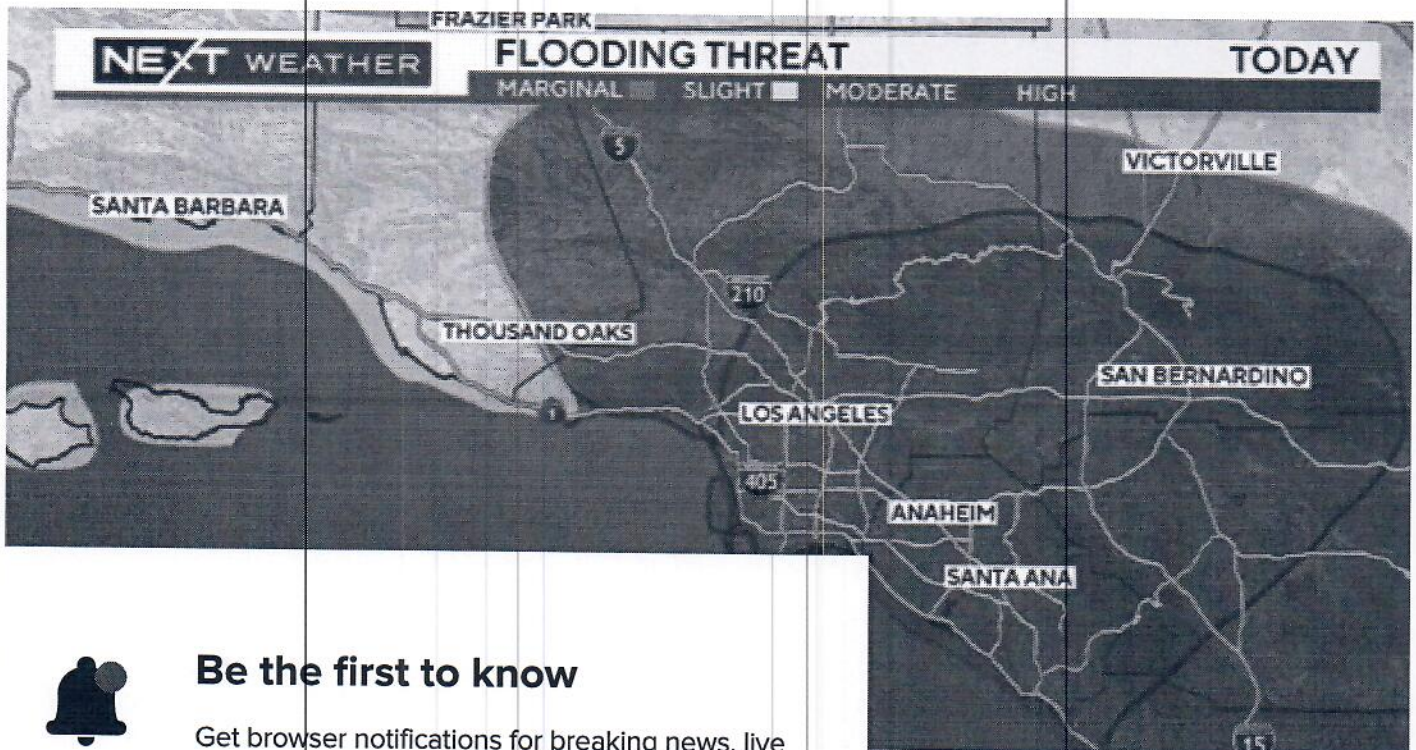 FRAZIER PARK
NEXT WEATHER
FLOODING THREAT
TODAY
MARGINAL SLIGHT MODERATE HIGH
5
VICTORVILLE
SANTA BARBARA
210
THOUSAND OAKS
SAN BERNARDINO
1
LOS ANGELES
405
ANAHEIM
SANTA ANA
Be the first to know
Get browser notifications for breaking news, live
15